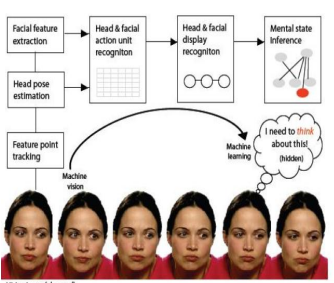 Facial feature
extraction
Head & facial
action unit
recogniton
Head & facial
display
recogniton
Mental state
inference
Head pose
estimation
Feature point
tracking
Machine
vision
Machine
learning
I need to think
about this!
(hidden)